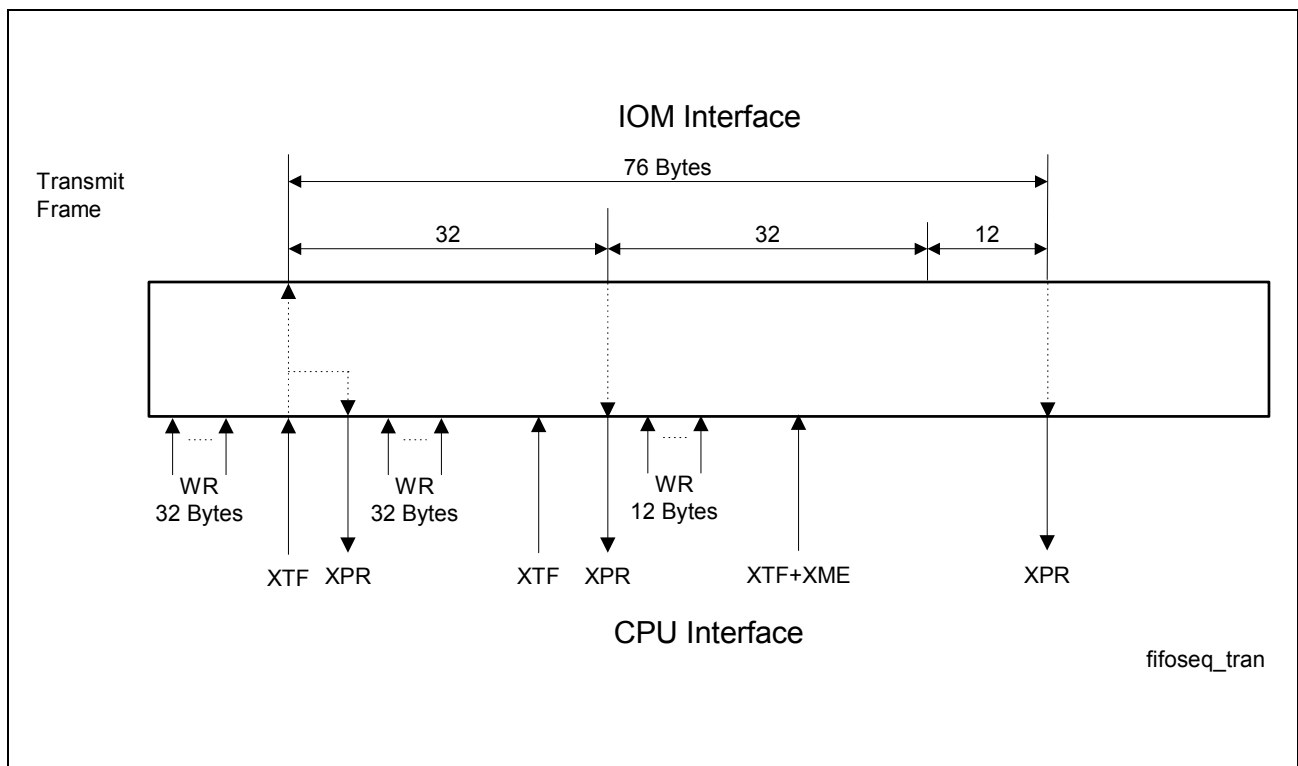 IOM Interface
Transmit
Frame
76 Bytes
32
32
12
WR
32 Bytes
WR
32 Bytes
WR
12 Bytes
XTF
XPR
XTF
XPR
XTF+XME
XPR
CPU Interface
fifoseq_tran